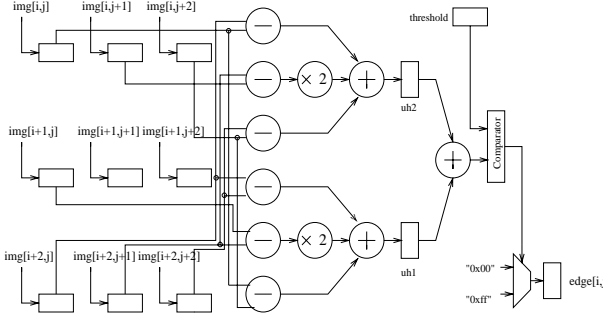 img[i,j] img[i,j+1] img[i,j+2]
threshold
× 2
uh2
Comparator
img[i+1,j] img[i+1,j+1] img[i+1,j+2]
× 2
uh1
img[i+2,j] img[i+2,j+1] img[i+2,j+2]
"0x00"
edge[i,
"0xff"